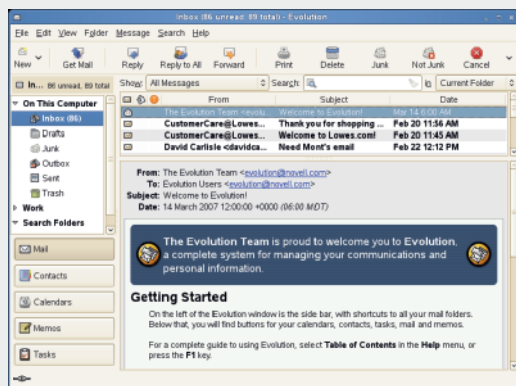 Inbox (86 unread, 89 total) - Evolution
File Edit View Folder Message Search Help
New Get Mail Reply Reply to All Forward Print Delete Junk Not Junk Cancel
In... 86 unread, 89 total Show: All Messages Search: Current Folder
On This Computer
Inbox (86)
Drafts
Junk
Outbox
Sent
Trash
Work
Search Folders
Mail
Contacts
Calendars
Memos
Tasks
From Subject Date
The Evolution Team <evolu... Welcome to Evolution! Mar 14 6:00 AM
CustomerCare@Lowes... Thank you for shopping ... Feb 20 11:56 AM
CustomerCare@Lowes... Welcome to Lowes.com! Feb 20 11:45 AM
David Carlisle <davidca... Need Mont's email Feb 22 12:12 PM
From: The Evolution Team <evolution@novell.com>
To: Evolution Users <evolution@novell.com>
Subject: Welcome to Evolution!
Date: 14 March 2007 12:00:00 +0000 (06:00 MDT)
The Evolution Team is proud to welcome you to Evolution,
a complete system for managing your communications and
personal information.
Getting Started
On the left of the Evolution window is the side bar, with shortcuts to all your mail folders.
Below that, you will find buttons for your calendars, contacts, tasks, mail and memos.
For a complete guide to using Evolution, select Table of Contents in the Help menu, or
press the F1 key.